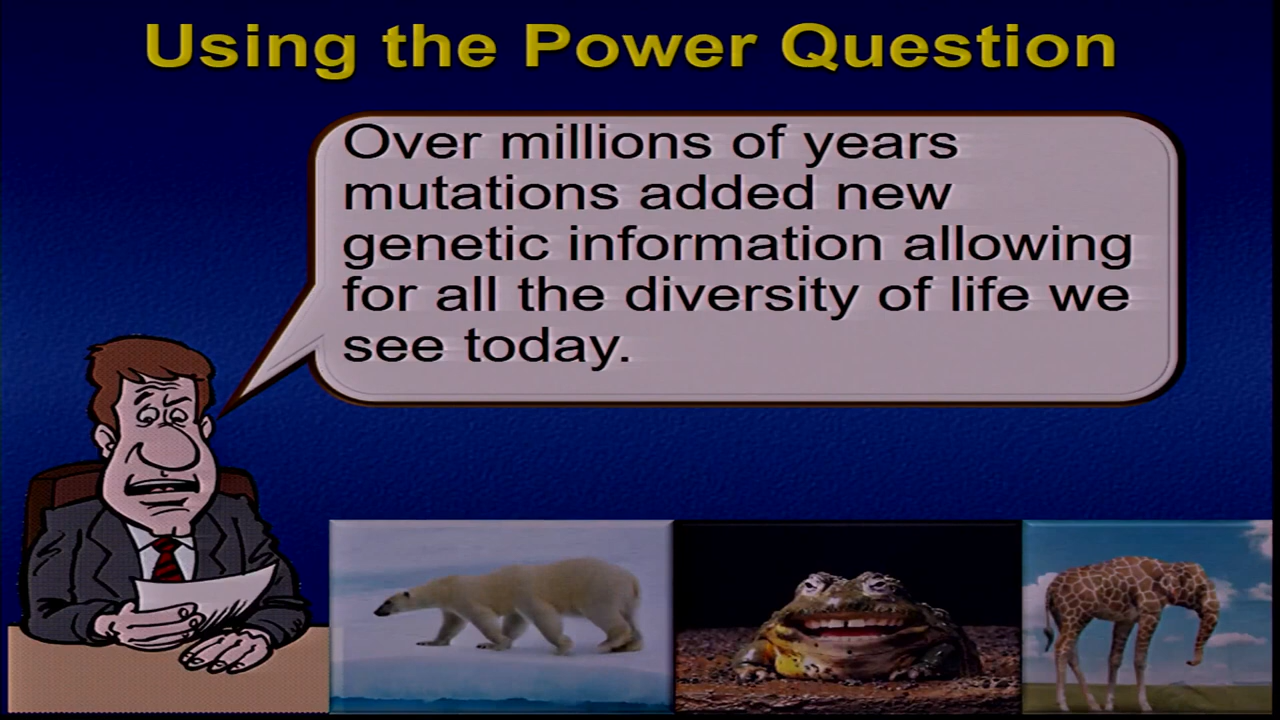 Using the Power Question
Over millions of years
mutations added new
genetic information allowing
for all the diversity of life we
see today.